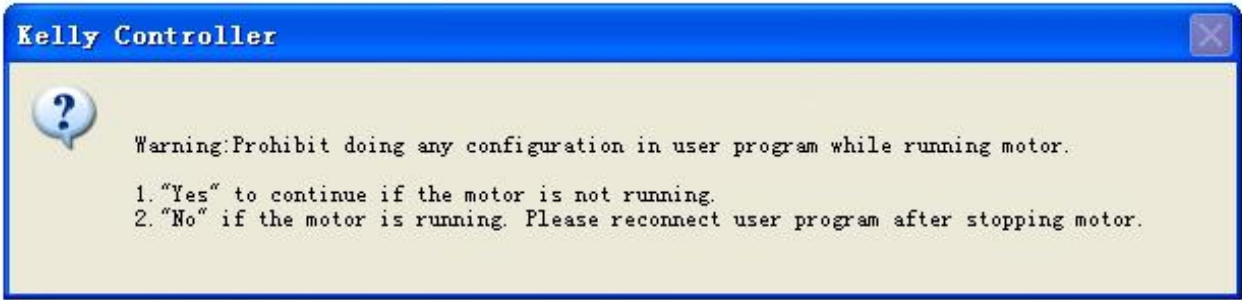 Kelly Controller
Warning:Prohibit doing any configuration in user program while running motor.
1."Yes" to continue if the motor is not running.
2."No" if the motor is running. Please reconnect user program after stopping motor.